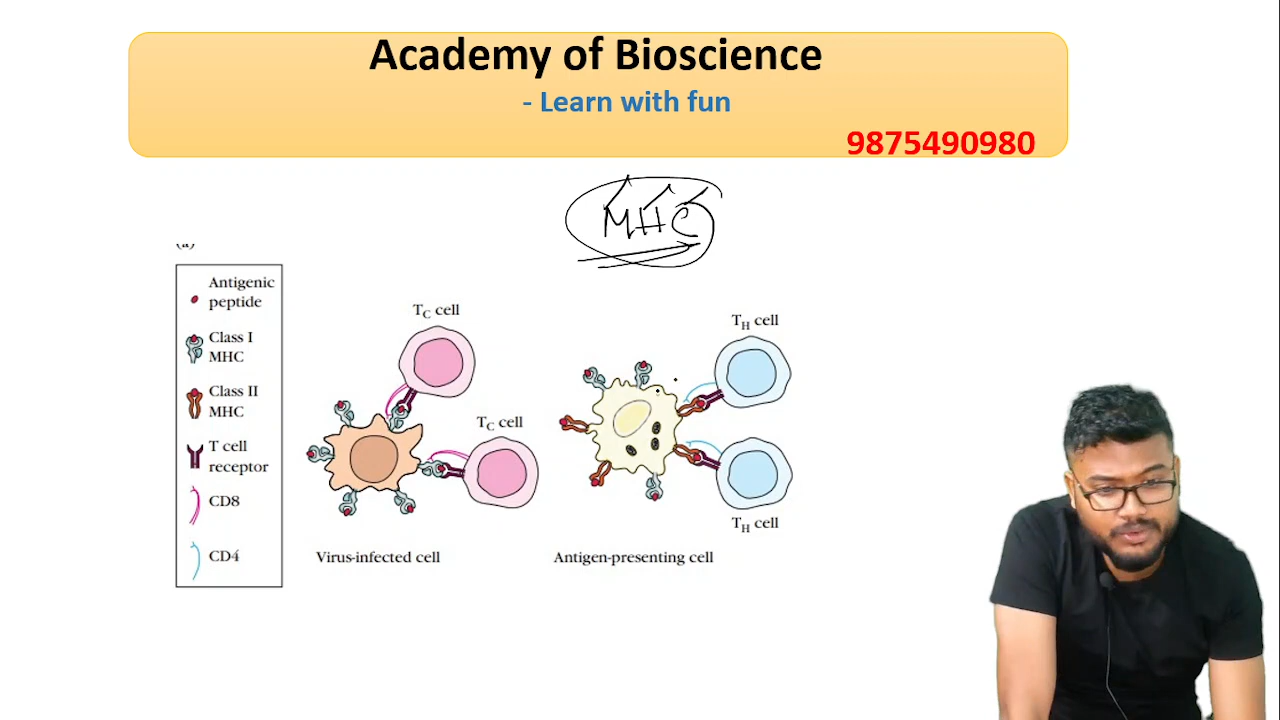 Academy of Bioscience
- Learn with fun
9875490980
MHC
(a)
Antigenic
peptide
Class I
MHC
Class II
MHC
T cell
receptor
CD8
CD4
TC cell
TC cell
Virus-infected cell
TH cell
TH cell
Antigen-presenting cell